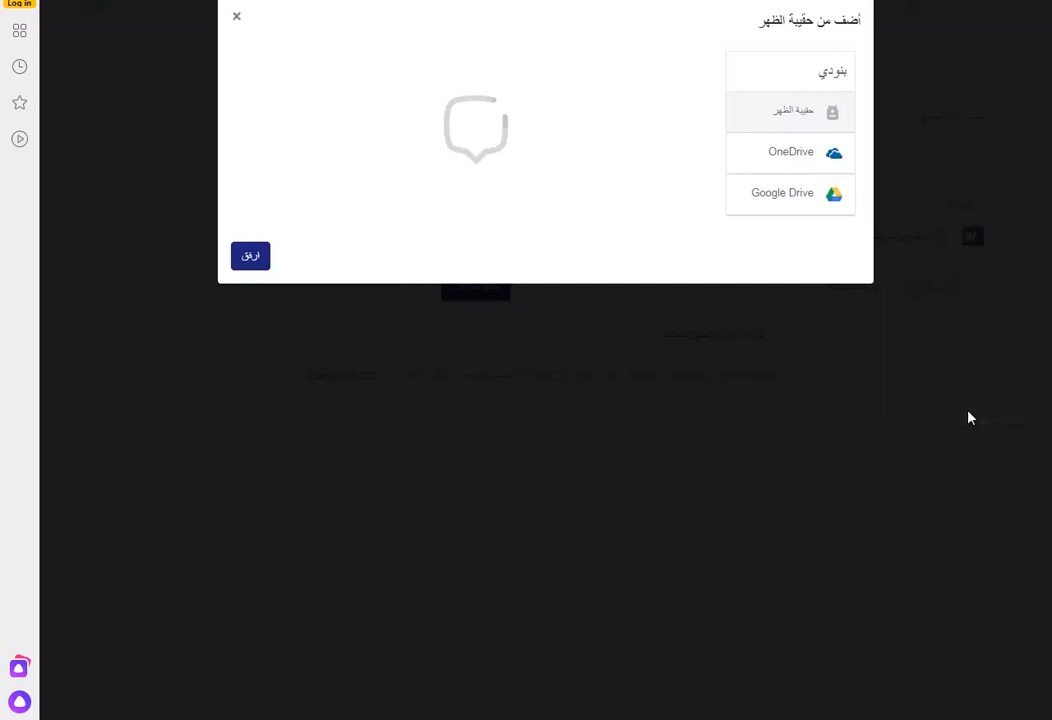 Log in
×
أضف من حقيبة الظهر
بنودي
حقيبة الظهر
OneDrive
Google Drive
ارفق